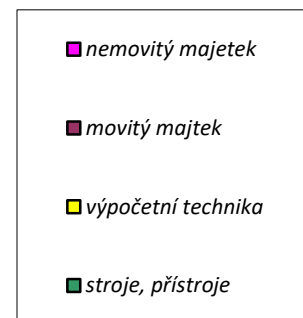 nemovitý majetek
movitý majtek
výpočetní technika
stroje, přístroje